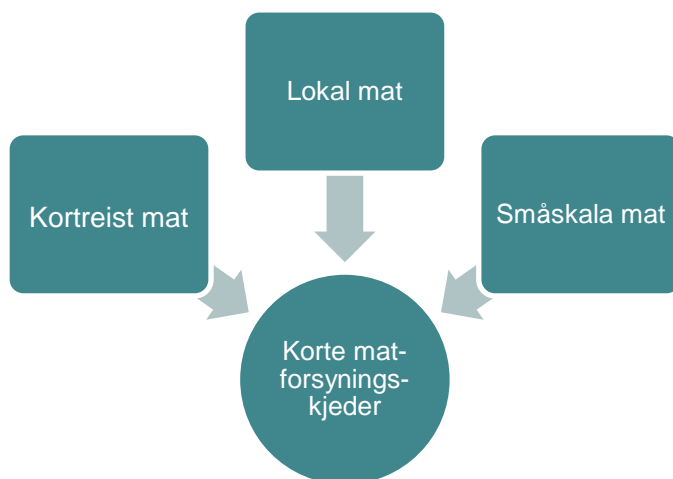 Lokal mat
Kortreist mat
Småskala mat
Korte mat-
forsynings-
kjeder